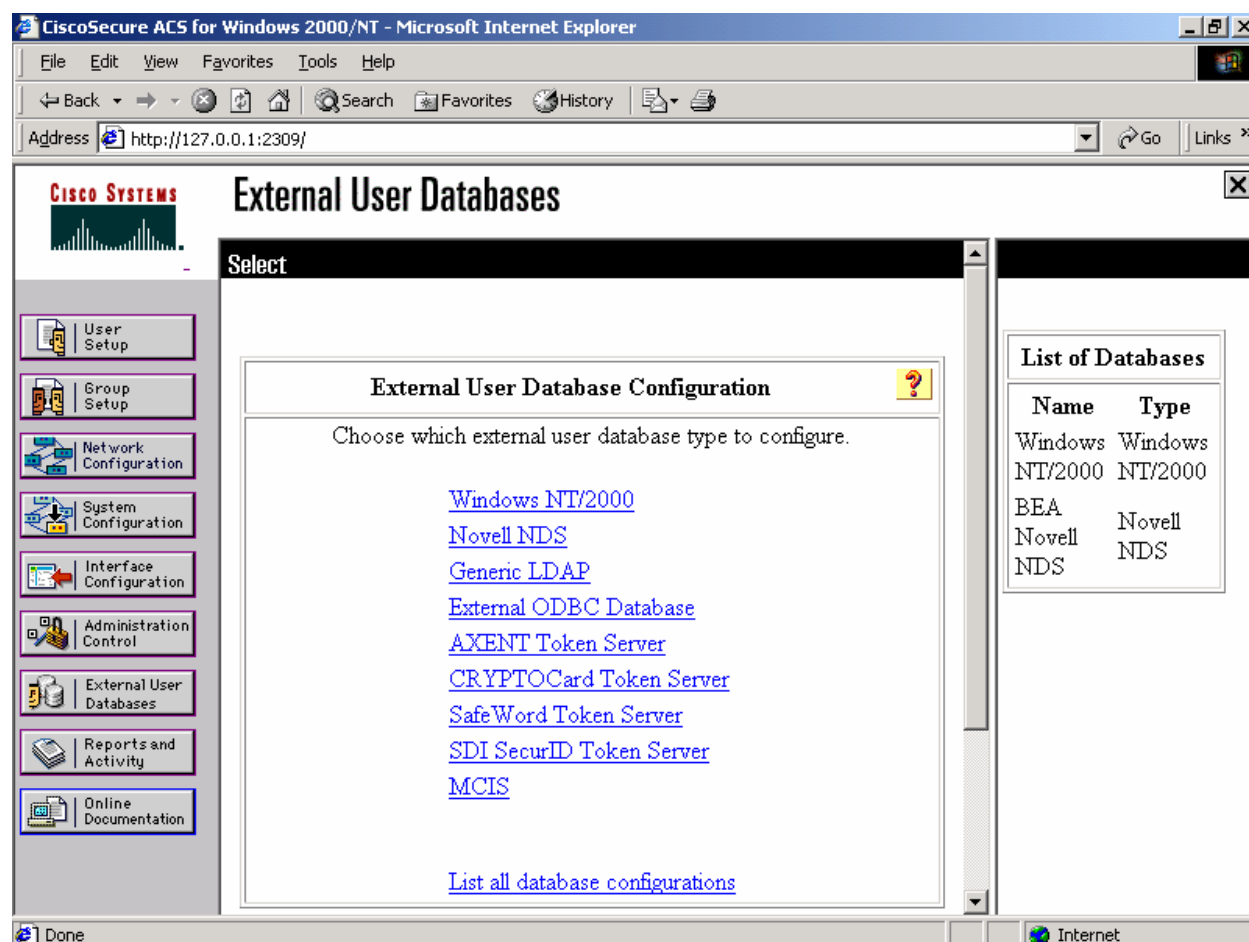 CiscoSecure ACS for Windows 2000/NT - Microsoft Internet Explorer
File Edit View Favorites Tools Help
Back Search Favorites History
Address http://127.0.0.1:2309/ Go Links »
CISCO SYSTEMS
External User Databases
Select
User
Setup
Group
Setup
Network
Configuration
System
Configuration
Interface
Configuration
Administration
Control
External User
Databases
Reports and
Activity
Online
Documentation
External User Database Configuration ?
Choose which external user database type to configure.
Windows NT/2000
Novell NDS
Generic LDAP
External ODBC Database
AXENT Token Server
CRYPTOCard Token Server
SafeWord Token Server
SDI SecurID Token Server
MCIS
List all database configurations
List of Databases
Name Type
Windows Windows
NT/2000 NT/2000
BEA
Novell
NDS
Novell
NDS
Done Internet